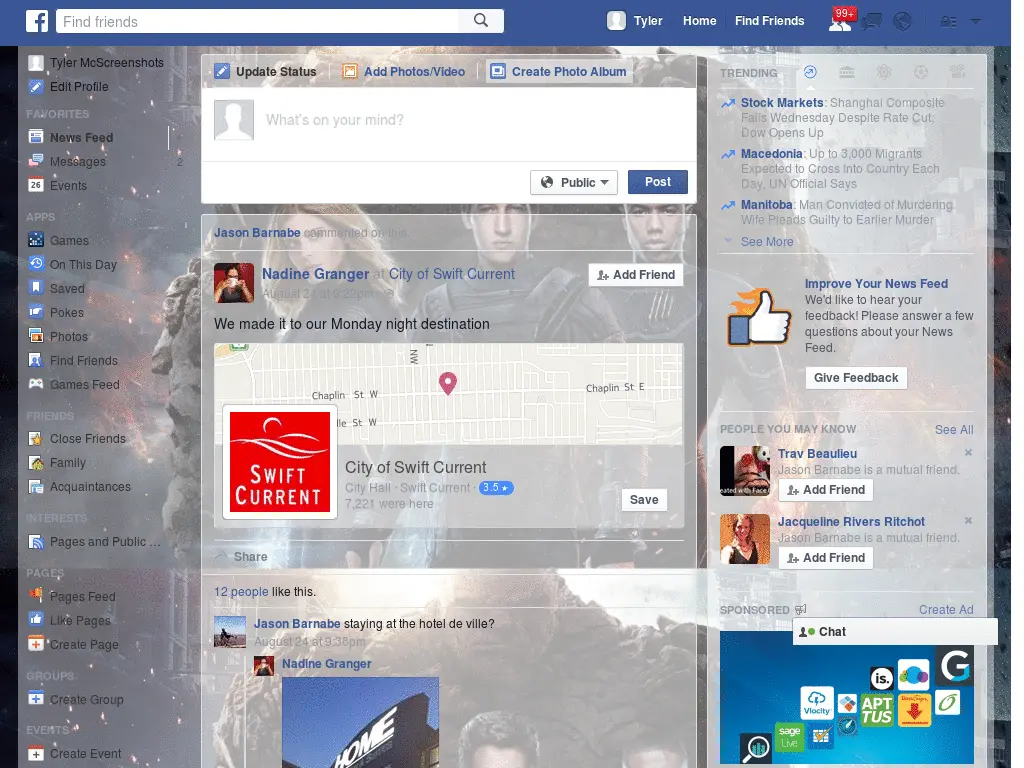 Find friends
Tyler
Home
Find Friends
99+
Tyler McScreenshots
Edit Profile
FAVORITES
News Feed
Messages 2
26 Events
APPS
Games
On This Day
Saved
Pokes
Photos
Find Friends
Games Feed
FRIENDS
Close Friends
Family
Acquaintances
INTERESTS
Pages and Public ...
PAGES
Pages Feed
Like Pages
Create Page
GROUPS
Create Group
EVENTS
Create Event
Update Status
Add Photos/Video
Create Photo Album
What's on your mind?
Public
Post
Jason Barnabe commented on this.
Nadine Granger at City of Swift Current
August 24 at 9:22pm
Add Friend
We made it to our Monday night destination
NW
Chaplin St W
Chaplin St E
lle St W
SWIFT
CURRENT
City of Swift Current
City Hall · Swift Current · 3.5 ★
7,221 were here
Save
Share
12 people like this.
Jason Barnabe staying at the hotel de ville?
August 24 at 9:38pm
Nadine Granger
HOME
TRENDING
Stock Markets: Shanghai Composite
Falls Wednesday Despite Rate Cut;
Dow Opens Up
Macedonia: Up to 3,000 Migrants
Expected to Cross Into Country Each
Day, UN Official Says
Manitoba: Man Convicted of Murdering
Wife Pleads Guilty to Earlier Murder
See More
Improve Your News Feed
We'd like to hear your
feedback! Please answer a few
questions about your News
Feed.
Give Feedback
PEOPLE YOU MAY KNOW
See All
Trav Beaulieu
Jason Barnabe is a mutual friend.
Add Friend
Jacqueline Rivers Ritchot
Jason Barnabe is a mutual friend.
Add Friend
SPONSORED
Create Ad
Chat
is.
G
Vlocity
APT
TUS
sage
Live